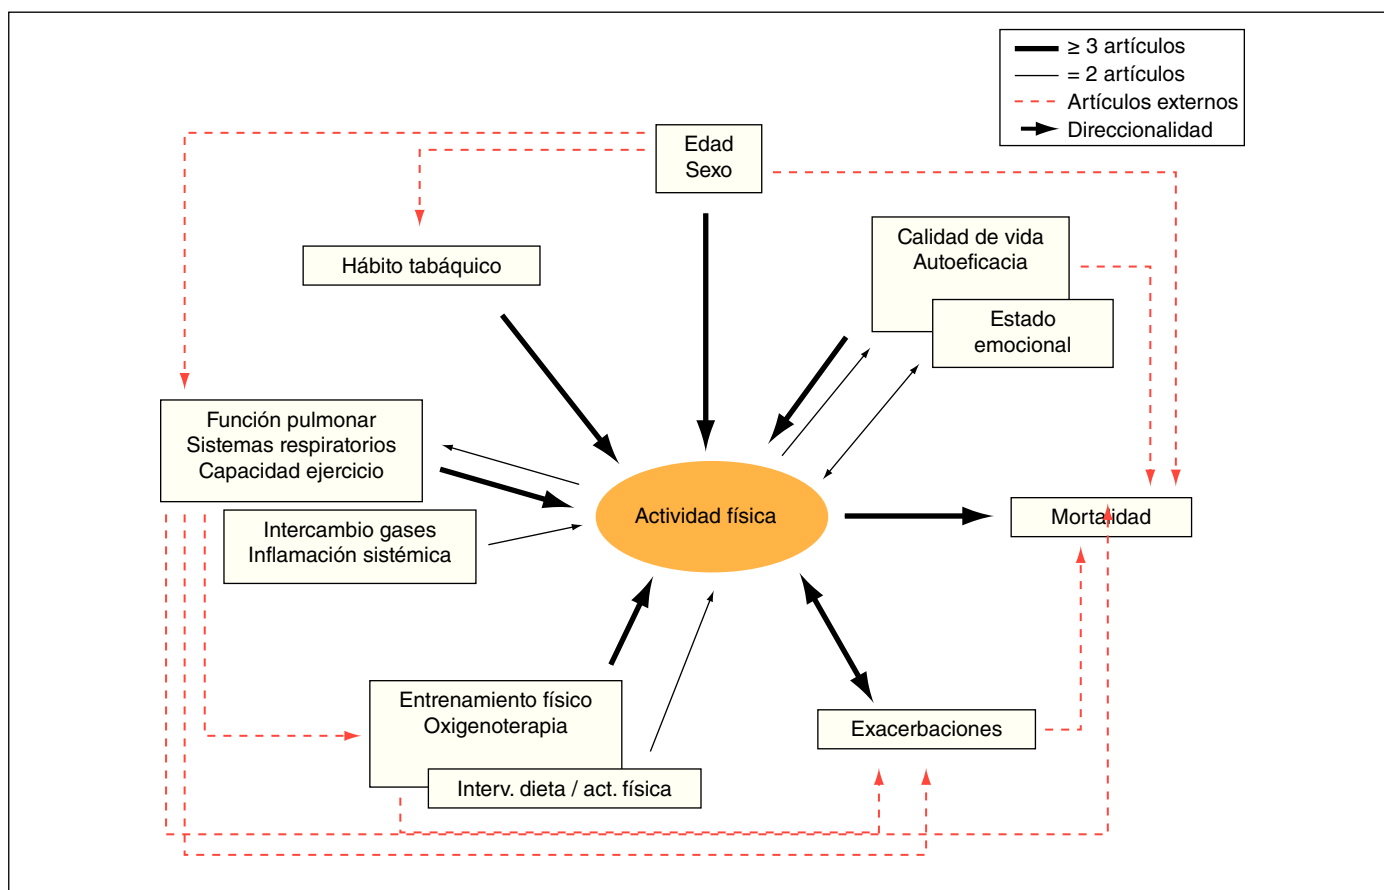 ≥ 3 artículos
= 2 artículos
Artículos externos
Direccionalidad
Edad
Sexo
Calidad de vida
Autoeficacia
Hábito tabáquico
Estado
emocional
Función pulmonar
Sistemas respiratorios
Capacidad ejercicio
Actividad física
Mortalidad
Intercambio gases
Inflamación sistémica
Entrenamiento físico
Oxigenoterapia
Exacerbaciones
Interv. dieta / act. física